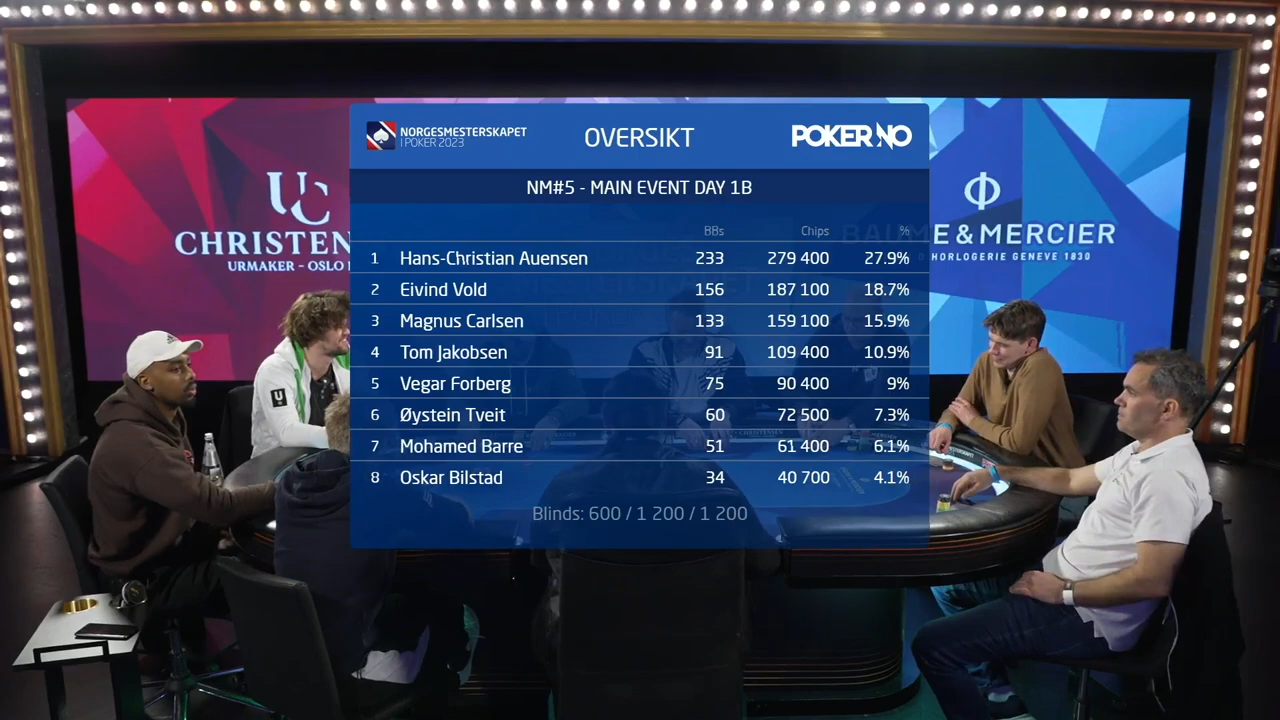 NORGESMESTERSKAPET
I POKER 2023
OVERSIKT
POKER.NO
NM#5 - MAIN EVENT DAY 1B
BBs Chips %
1 Hans-Christian Auensen 233 279 400 27.9%
2 Eivind Vold 156 187 100 18.7%
3 Magnus Carlsen 133 159 100 15.9%
4 Tom Jakobsen 91 109 400 10.9%
5 Vegar Forberg 75 90 400 9%
6 Øystein Tveit 60 72 500 7.3%
7 Mohamed Barre 51 61 400 6.1%
8 Oskar Bilstad 34 40 700 4.1%
Blinds: 600 / 1 200 / 1 200
UC
CHRISTEN
URMAKER - OSLO
BAUME & MERCIER
HORLOGERIE GENEVE 1830